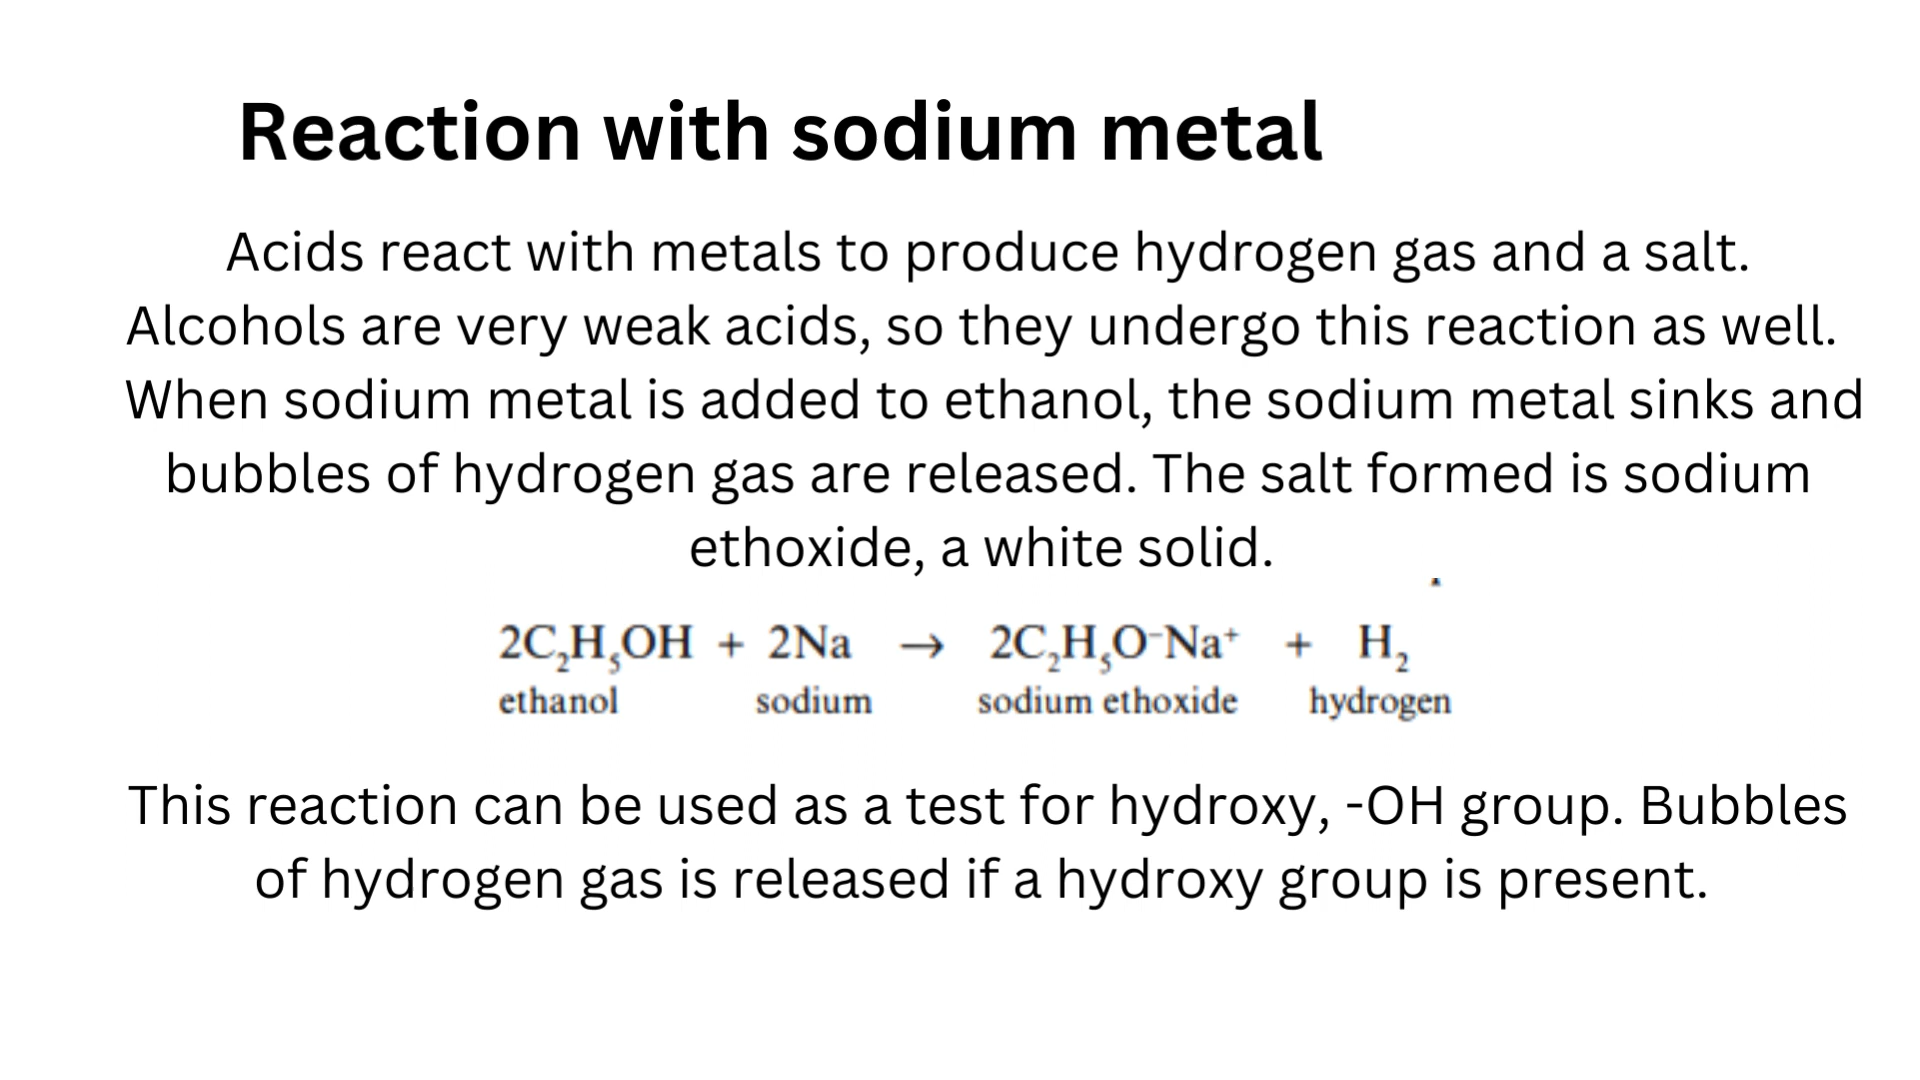 Reaction with sodium metal
Acids react with metals to produce hydrogen gas and a salt.
Alcohols are very weak acids, so they undergo this reaction as well.
When sodium metal is added to ethanol, the sodium metal sinks and
bubbles of hydrogen gas are released. The salt formed is sodium
ethoxide, a white solid.
2C₂H₅OH + 2Na → 2C₂H₅O⁻Na⁺ + H₂
ethanol sodium sodium ethoxide hydrogen
This reaction can be used as a test for hydroxy, -OH group. Bubbles
of hydrogen gas is released if a hydroxy group is present.